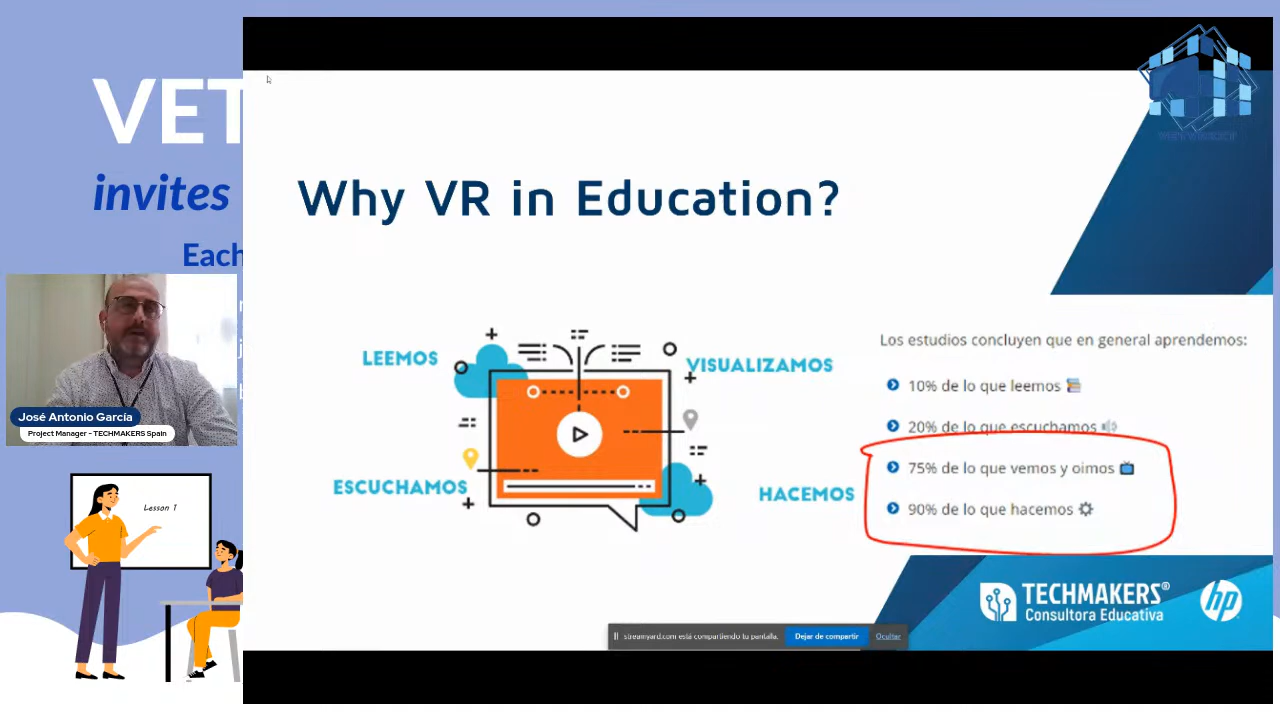 VET
invites
Each
José Antonio García
Project Manager - TECHMAKERS Spain
Lesson 1
Why VR in Education?
LEEMOS
VISUALIZAMOS
ESCUCHAMOS
HACEMOS
Los estudios concluyen que en general aprendemos:
10% de lo que leemos
20% de lo que escuchamos
75% de lo que vemos y oimos
90% de lo que hacemos
TECHMAKERS®
Consultora Educativa
hp
streamyard.com está compartiendo tu pantalla.
Dejar de compartir
Ocultar